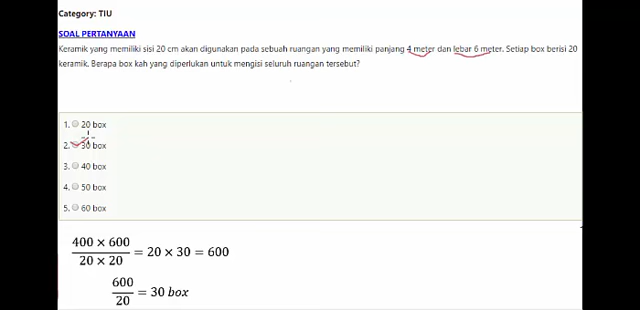 Category: TIU
SOAL PERTANYAAN
Keramik yang memiliki sisi 20 cm akan digunakan pada sebuah ruangan yang memiliki panjang 4 meter dan lebar 6 meter. Setiap box berisi 20
keramik. Berapa box kah yang diperlukan untuk mengisi seluruh ruangan tersebut?
1. 20 box
2. 30 box
3. 40 box
4. 50 box
5. 60 box
400 × 600
20 × 20 = 20 × 30 = 600
600
20 = 30 box